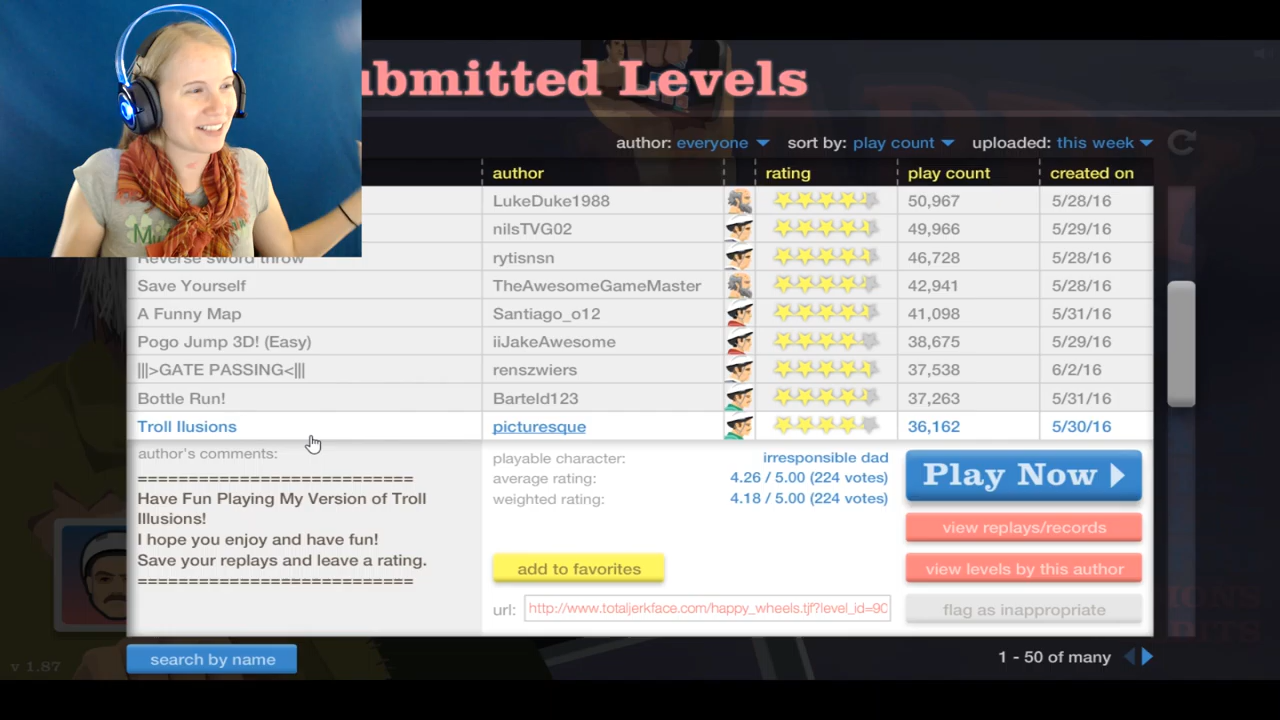 ubmitted Levels
author: everyone sort by: play count uploaded: this week
author rating play count created on
LukeDuke1988 50,967 5/28/16
nilsTVG02 49,966 5/29/16
Reverse sword throw rytisnsn 46,728 5/28/16
Save Yourself TheAwesomeGameMaster 42,941 5/28/16
A Funny Map Santiago_o12 41,098 5/31/16
Pogo Jump 3D! (Easy) iiJakeAwesome 38,675 5/29/16
|||>GATE PASSING<||| renszwiers 37,538 6/2/16
Bottle Run! Barteld123 37,263 5/31/16
Troll Ilusions picturesque 36,162 5/30/16
author's comments:
===========================
Have Fun Playing My Version of Troll
Illusions!
I hope you enjoy and have fun!
Save your replays and leave a rating.
===========================
playable character: irresponsible dad
average rating: 4.26 / 5.00 (224 votes)
weighted rating: 4.18 / 5.00 (224 votes)
add to favorites
url: http://www.totaljerkface.com/happy_wheels.tjf?level_id=90
Play Now
view replays/records
view levels by this author
flag as inappropriate
v 1.87
search by name
1 - 50 of many